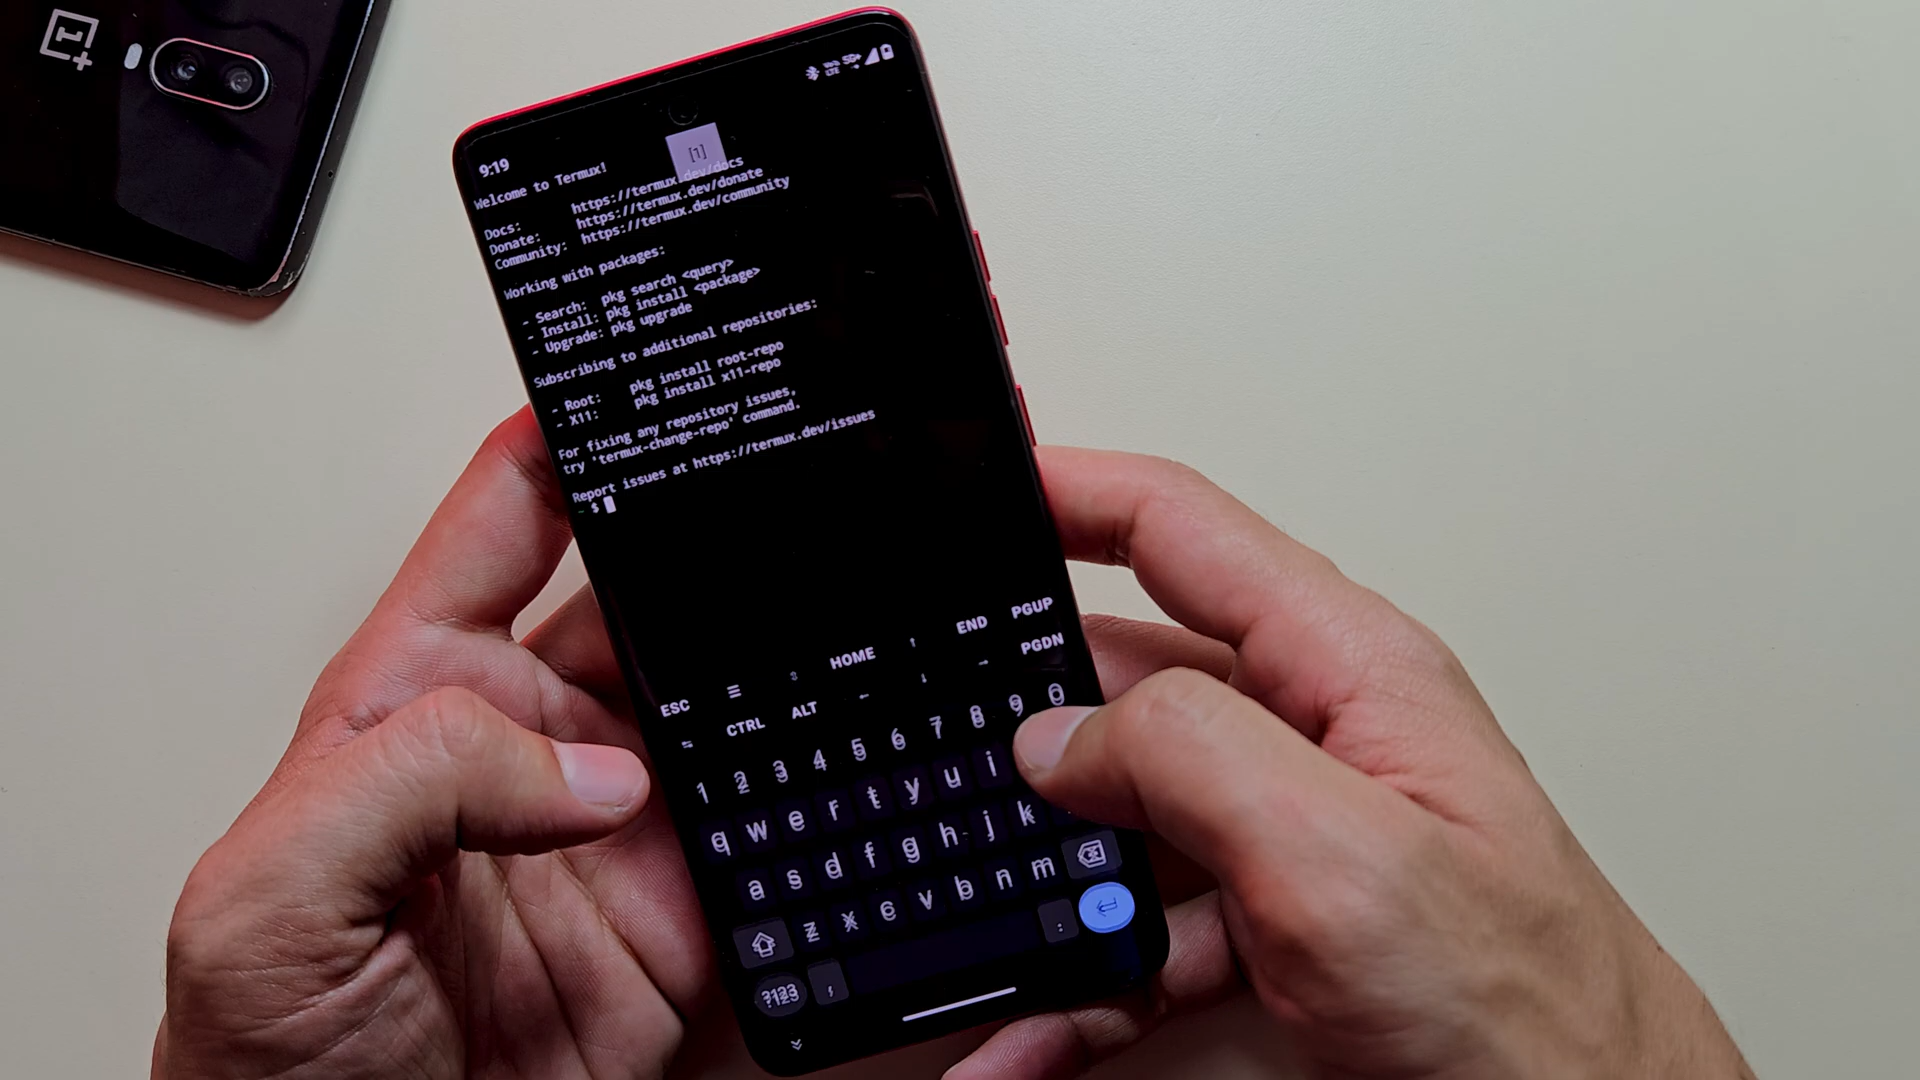 9:19
Vo)) LTE 5G+
[1]
Welcome to Termux!
Docs: https://termux.dev/docs
Donate: https://termux.dev/donate
Community: https://termux.dev/community
Working with packages:
- Search: pkg search <query>
- Install: pkg install <package>
- Upgrade: pkg upgrade
Subscribing to additional repositories:
- Root: pkg install root-repo
- X11: pkg install x11-repo
For fixing any repository issues,
try 'termux-change-repo' command.
Report issues at https://termux.dev/issues
~ $
ESC ☰ ⇳ HOME ↑ END PGUP
⇆ CTRL ALT ← ↓ → PGDN
1 2 3 4 5 6 7 8 9 0
q w e r t y u i
a s d f g h j k
z x c v b n m
?123 , .